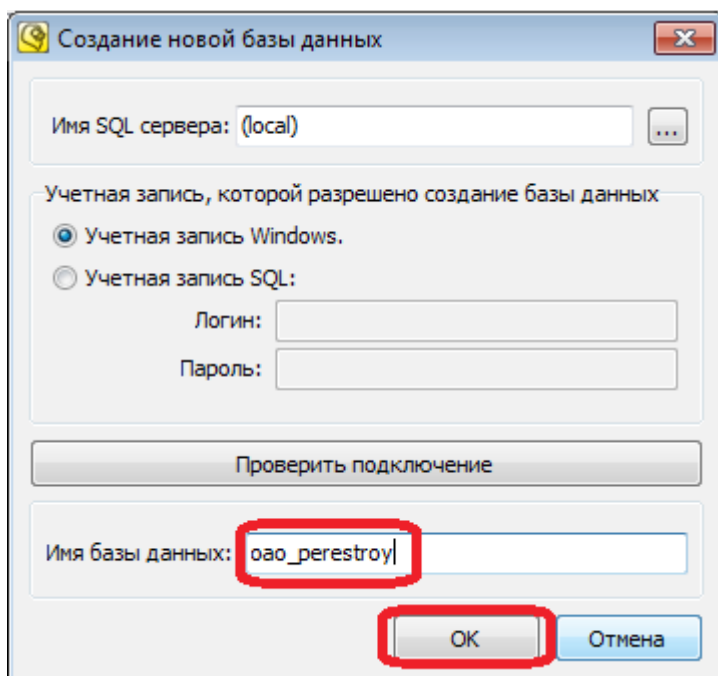 Создание новой базы данных
Имя SQL сервера: (local)
...
Учетная запись, которой разрешено создание базы данных
Учетная запись Windows.
Учетная запись SQL:
Логин:
Пароль:
Проверить подключение
Имя базы данных: oao_perestroy
OK Отмена